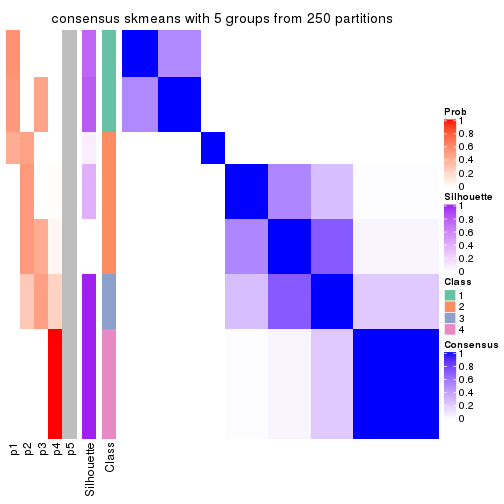 consensus skmeans with 5 groups from 250 partitions
Prob
1
0.8
0.6
0.4
0.2
0
Silhouette
1
0.8
0.6
0.4
0.2
0
Class
1
2
3
4
Consensus
1
0.8
0.6
0.4
0.2
0
p1
p2
p3
p4
p5
Silhouette
Class